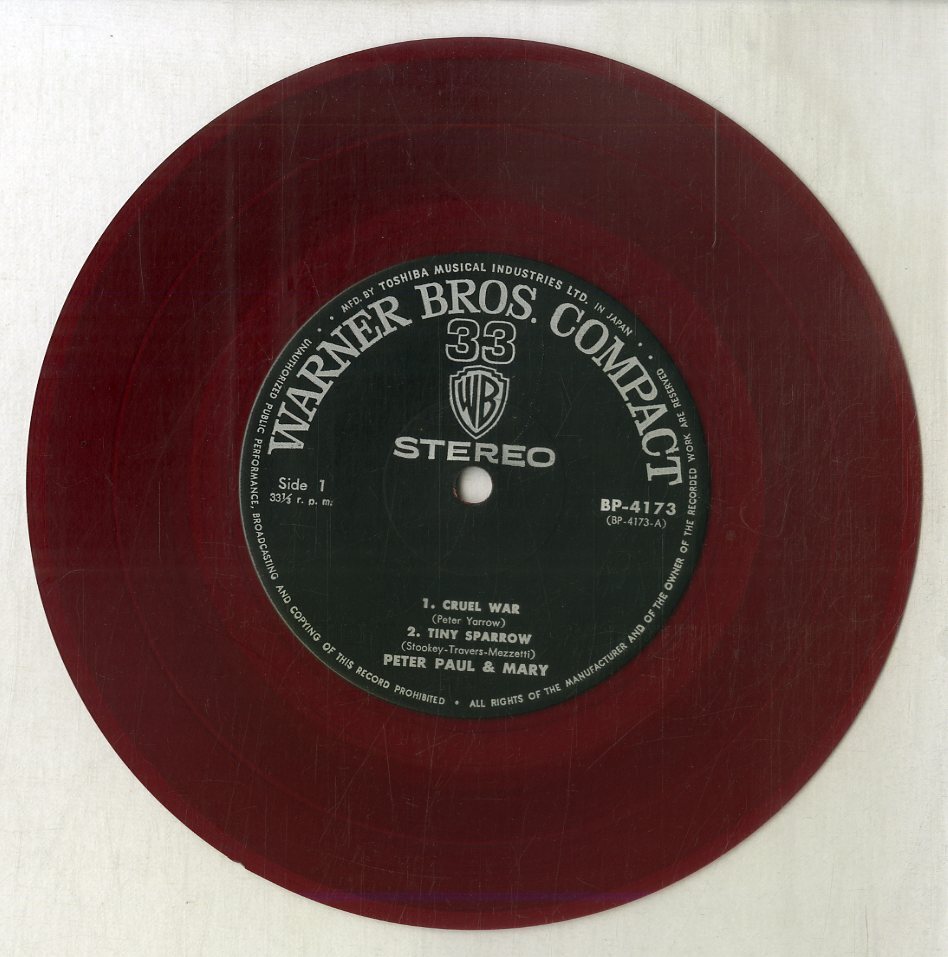 UNAUTHORIZED PUBLIC PERFORMANCE, BROADCASTING AND COPYING OF THIS RECORD PROHIBITED • ALL RIGHTS OF THE MANUFACTURER AND OF THE OWNER OF THE RECORDED WORK ARE RESERVED
MFD. BY TOSHIBA MUSICAL INDUSTRIES LTD. IN JAPAN
WARNER BROS. COMPACT
33
WB
STEREO
Side 1
33⅓ r. p. m.
BP-4173
(BP-4173-A)
1. CRUEL WAR
(Peter Yarrow)
2. TINY SPARROW
(Stookey-Travers-Mezzetti)
PETER PAUL & MARY